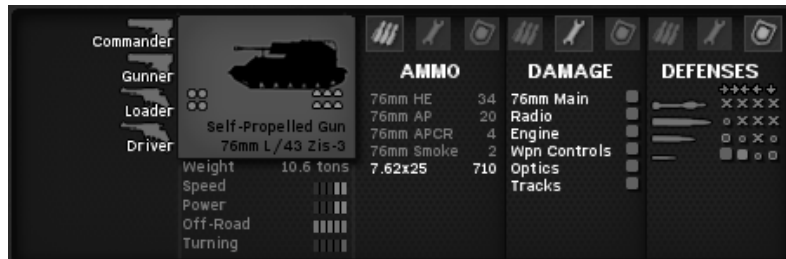 Commander
Gunner
Loader
Driver
Self-Propelled Gun
76mm L/43 Zis-3
Weight 10.6 tons
Speed
Power
Off-Road
Turning
AMMO
76mm HE 34
76mm AP 20
76mm APCR 4
76mm Smoke 2
7.62x25 710
DAMAGE
76mm Main
Radio
Engine
Wpn Controls
Optics
Tracks
DEFENSES